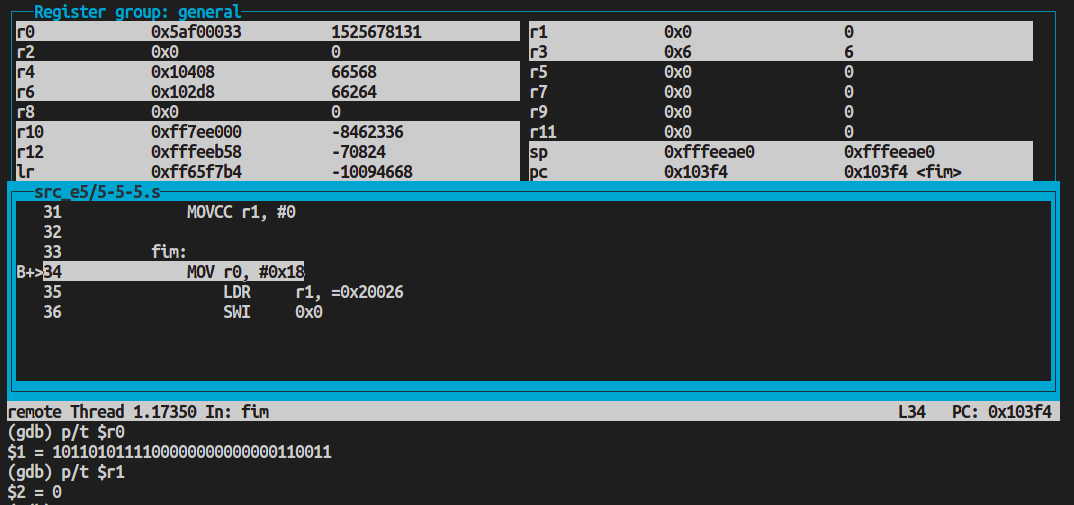 Register group: general
r0 0x5af00033 1525678131 r1 0x0 0
r2 0x0 0 r3 0x6 6
r4 0x10408 66568 r5 0x0 0
r6 0x102d8 66264 r7 0x0 0
r8 0x0 0 r9 0x0 0
r10 0xff7ee000 -8462336 r11 0x0 0
r12 0xfffeeb58 -70824 sp 0xfffeeae0 0xfffeeae0
lr 0xff65f7b4 -10094668 pc 0x103f4 0x103f4 <fim>
src_e5/5-5-5.s
31 MOVCC r1, #0
32
33 fim:
B+>34 MOV r0, #0x18
35 LDR r1, =0x20026
36 SWI 0x0
remote Thread 1.17350 In: fim L34 PC: 0x103f4
(gdb) p/t $r0
$1 = 1011010111100000000000000110011
(gdb) p/t $r1
$2 = 0